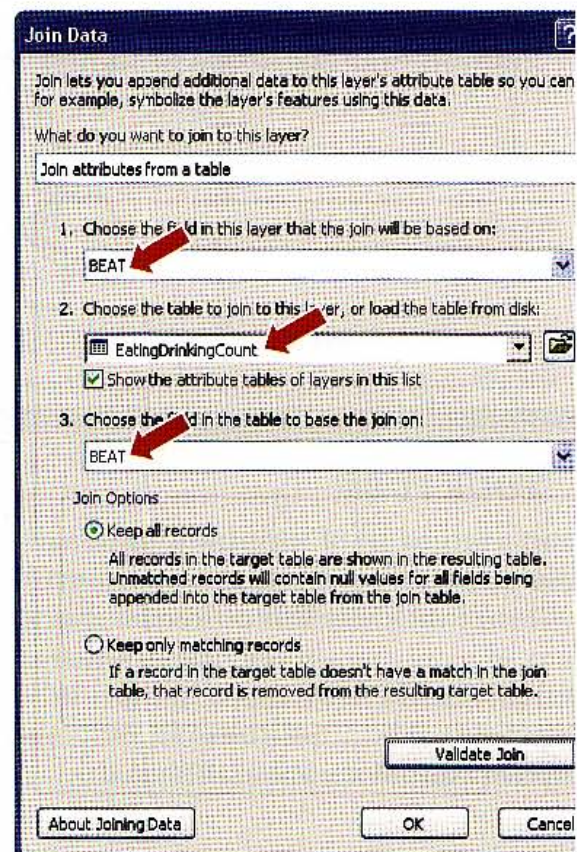 Join Data
?
Join lets you append additional data to this layer's attribute table so you can
for example, symbolize the layer's features using this data.
What do you want to join to this layer?
Join attributes from a table
1. Choose the field in this layer that the join will be based on:
BEAT
2. Choose the table to join to this layer, or load the table from disk:
EatingDrinkingCount
Show the attribute tables of layers in this list
3. Choose the field in the table to base the join on:
BEAT
Join Options
Keep all records
All records in the target table are shown in the resulting table.
Unmatched records will contain null values for all fields being
appended into the target table from the join table.
Keep only matching records
If a record in the target table doesn't have a match in the join
table, that record is removed from the resulting target table.
Validate Join
About Joining Data
OK
Cancel